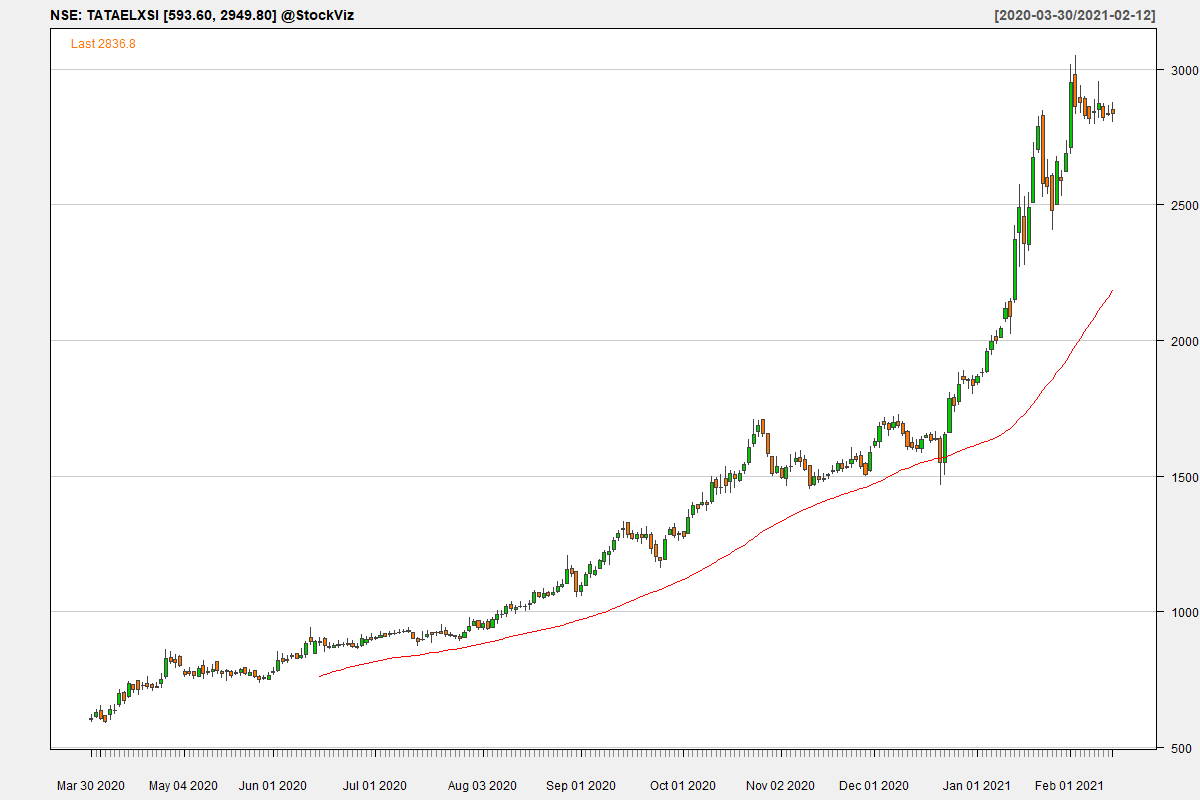 NSE: TATAELXSI [593.60, 2949.80] @StockViz [2020-03-30/2021-02-12]
Last 2836.8
3000
2500
2000
1500
1000
500
Mar 30 2020 May 04 2020 Jun 01 2020 Jul 01 2020 Aug 03 2020 Sep 01 2020 Oct 01 2020 Nov 02 2020 Dec 01 2020 Jan 01 2021 Feb 01 2021